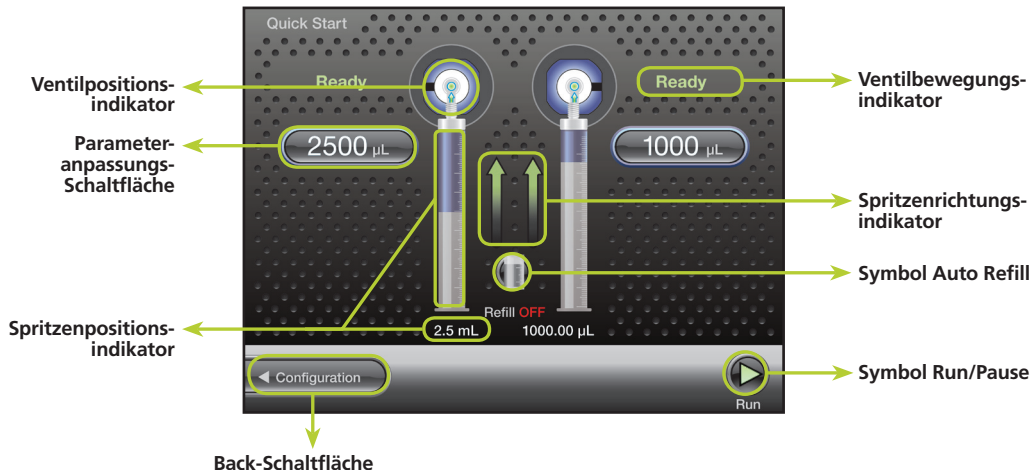 Quick Start
Ventilpositions-
indikator
Ready
Ready
Ventilbewegungs-
indikator
Parameter-
anpassungs-
Schaltfläche
2500 µL
1000 µL
Spritzenrichtungs-
indikator
Symbol Auto Refill
Refill OFF
Spritzenpositions-
indikator
2.5 mL
1000.00 µL
Configuration
Symbol Run/Pause
Run
Back-Schaltfläche